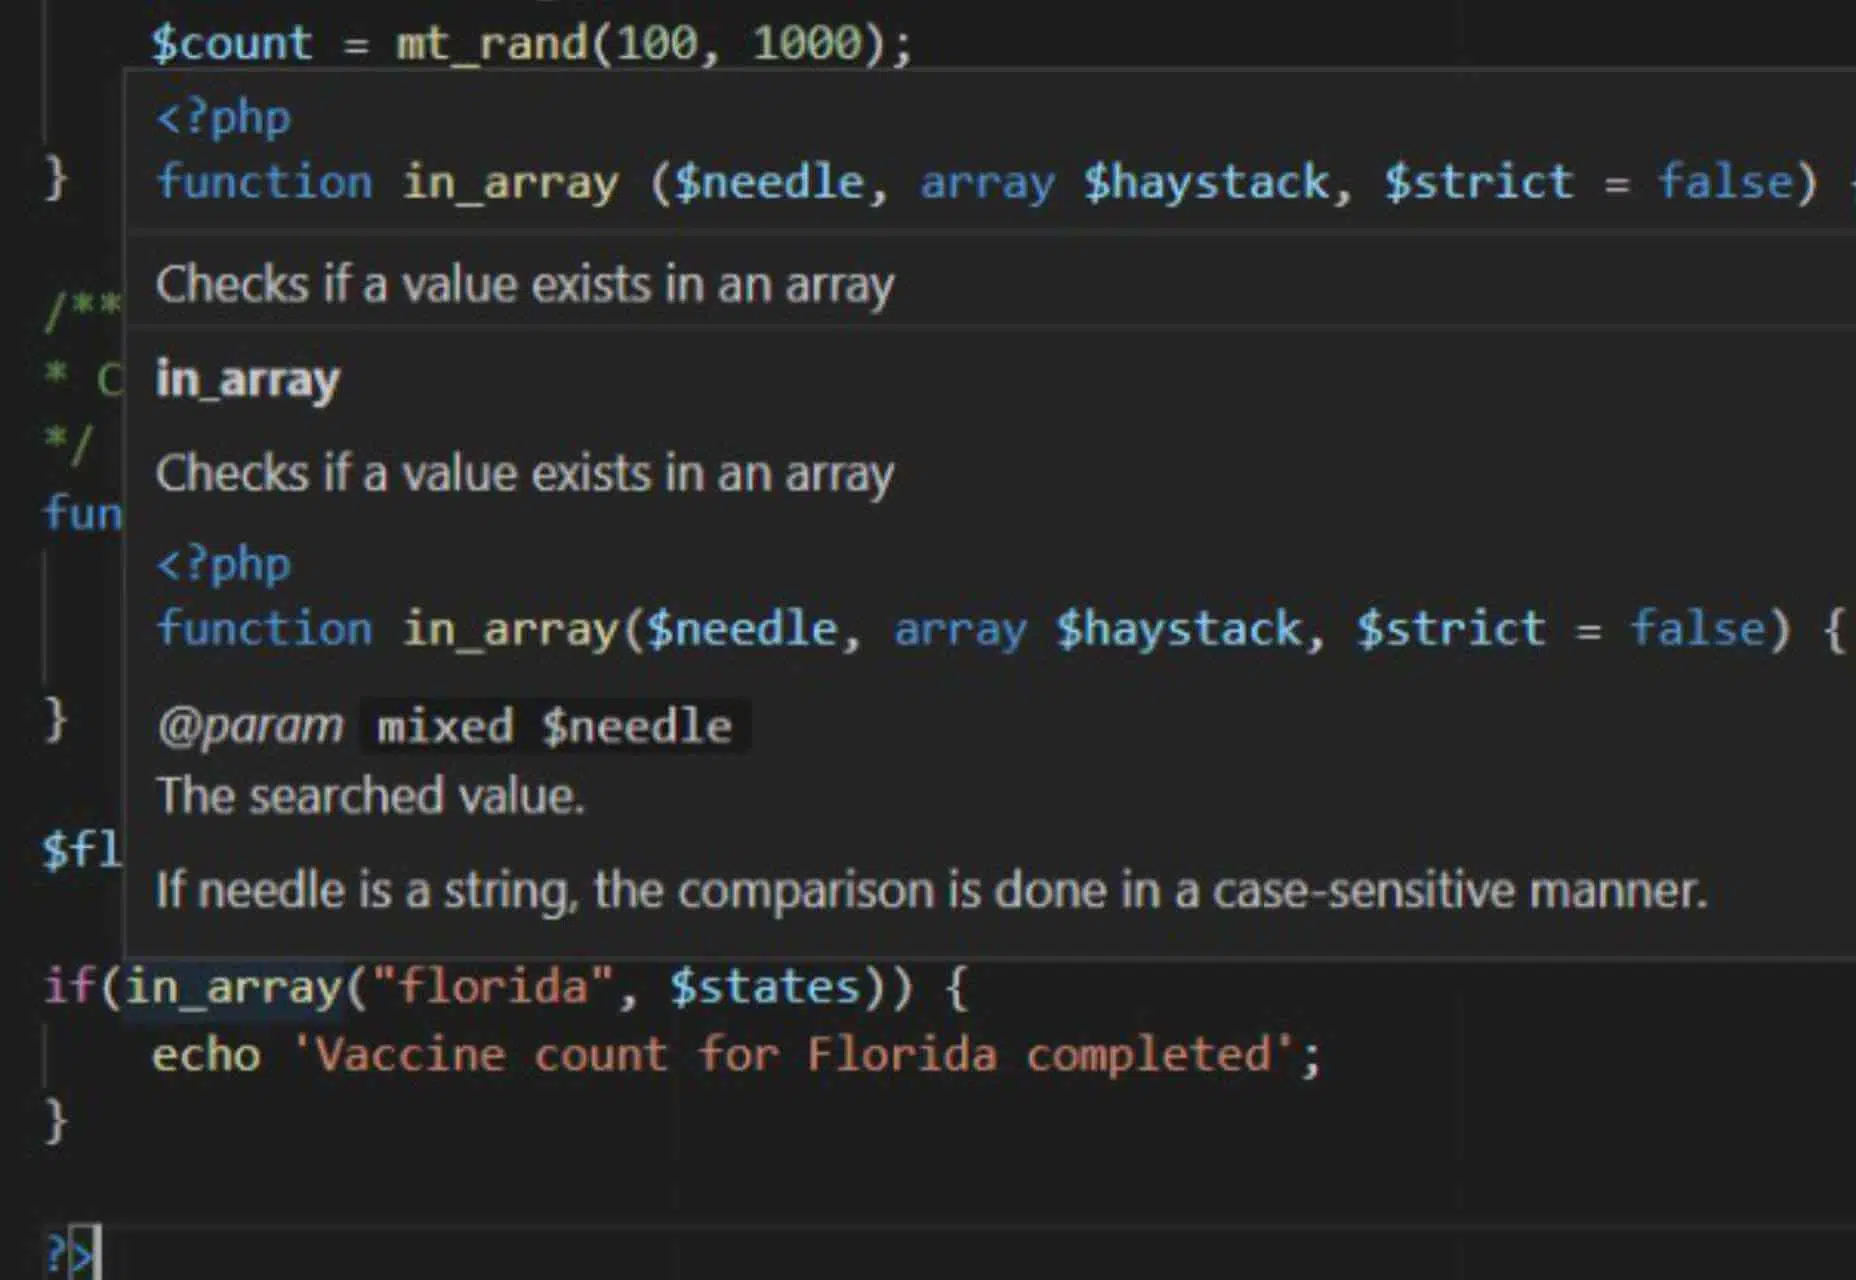 $count = mt_rand(100, 1000);
<?php
} function in_array ($needle, array $haystack, $strict = false) {
/** Checks if a value exists in an array
* C in_array
*/ Checks if a value exists in an array
fun <?php
function in_array($needle, array $haystack, $strict = false) {
} @param mixed $needle
The searched value.
$fl If needle is a string, the comparison is done in a case-sensitive manner.
if(in_array("florida", $states)) {
echo 'Vaccine count for Florida completed';
}
?>